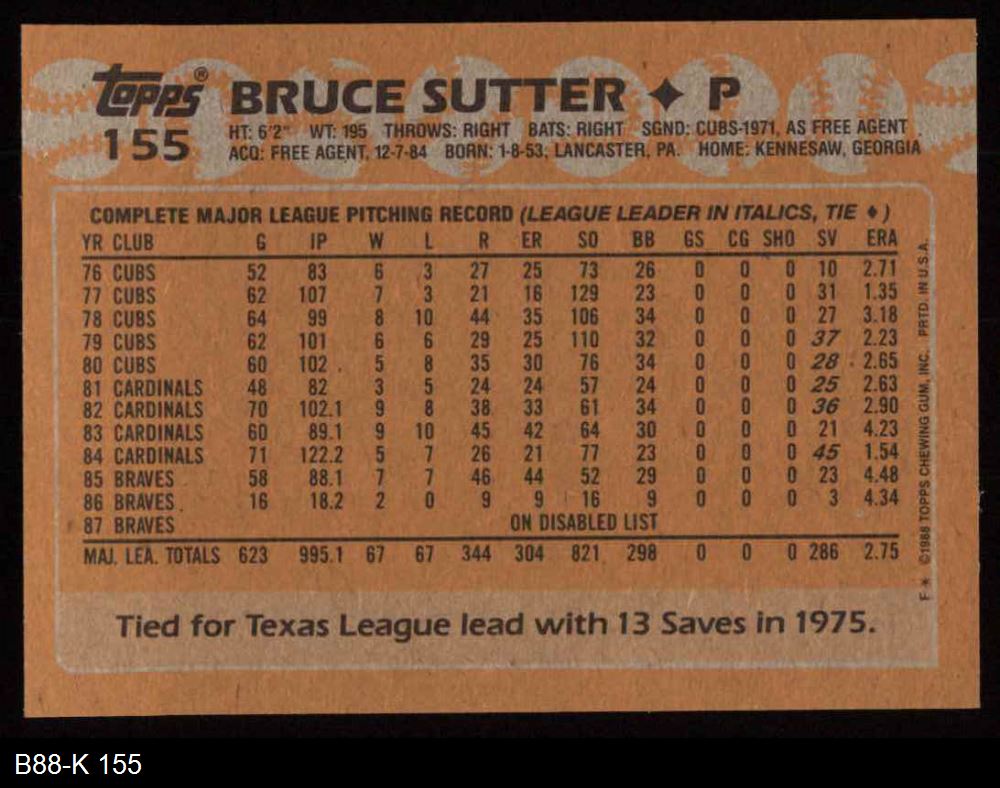 topps® BRUCE SUTTER ♦ P
155
HT: 6'2" WT: 195 THROWS: RIGHT BATS: RIGHT SGND: CUBS-1971, AS FREE AGENT
ACQ: FREE AGENT, 12-7-84 BORN: 1-8-53, LANCASTER, PA. HOME: KENNESAW, GEORGIA
COMPLETE MAJOR LEAGUE PITCHING RECORD (LEAGUE LEADER IN ITALICS, TIE ♦)
YR CLUB G IP W L R ER SO BB GS CG SHO SV ERA
76 CUBS 52 83 6 3 27 25 73 26 0 0 0 10 2.71
77 CUBS 62 107 7 3 21 16 129 23 0 0 0 31 1.35
78 CUBS 64 99 8 10 44 35 106 34 0 0 0 27 3.18
79 CUBS 62 101 6 6 29 25 110 32 0 0 0 37 2.23
80 CUBS 60 102 5 8 35 30 76 34 0 0 0 28 2.65
81 CARDINALS 48 82 3 5 24 24 57 24 0 0 0 25 2.63
82 CARDINALS 70 102.1 9 8 38 33 61 34 0 0 0 36 2.90
83 CARDINALS 60 89.1 9 10 45 42 64 30 0 0 0 21 4.23
84 CARDINALS 71 122.2 5 7 26 21 77 23 0 0 0 45 1.54
85 BRAVES 58 88.1 7 7 46 44 52 29 0 0 0 23 4.48
86 BRAVES 16 18.2 2 0 9 9 16 9 0 0 0 3 4.34
87 BRAVES ON DISABLED LIST
MAJ. LEA. TOTALS 623 995.1 67 67 344 304 821 298 0 0 0 286 2.75
F* ©1988 TOPPS CHEWING GUM, INC. PRTD. IN U.S.A.
Tied for Texas League lead with 13 Saves in 1975.
B88-K 155